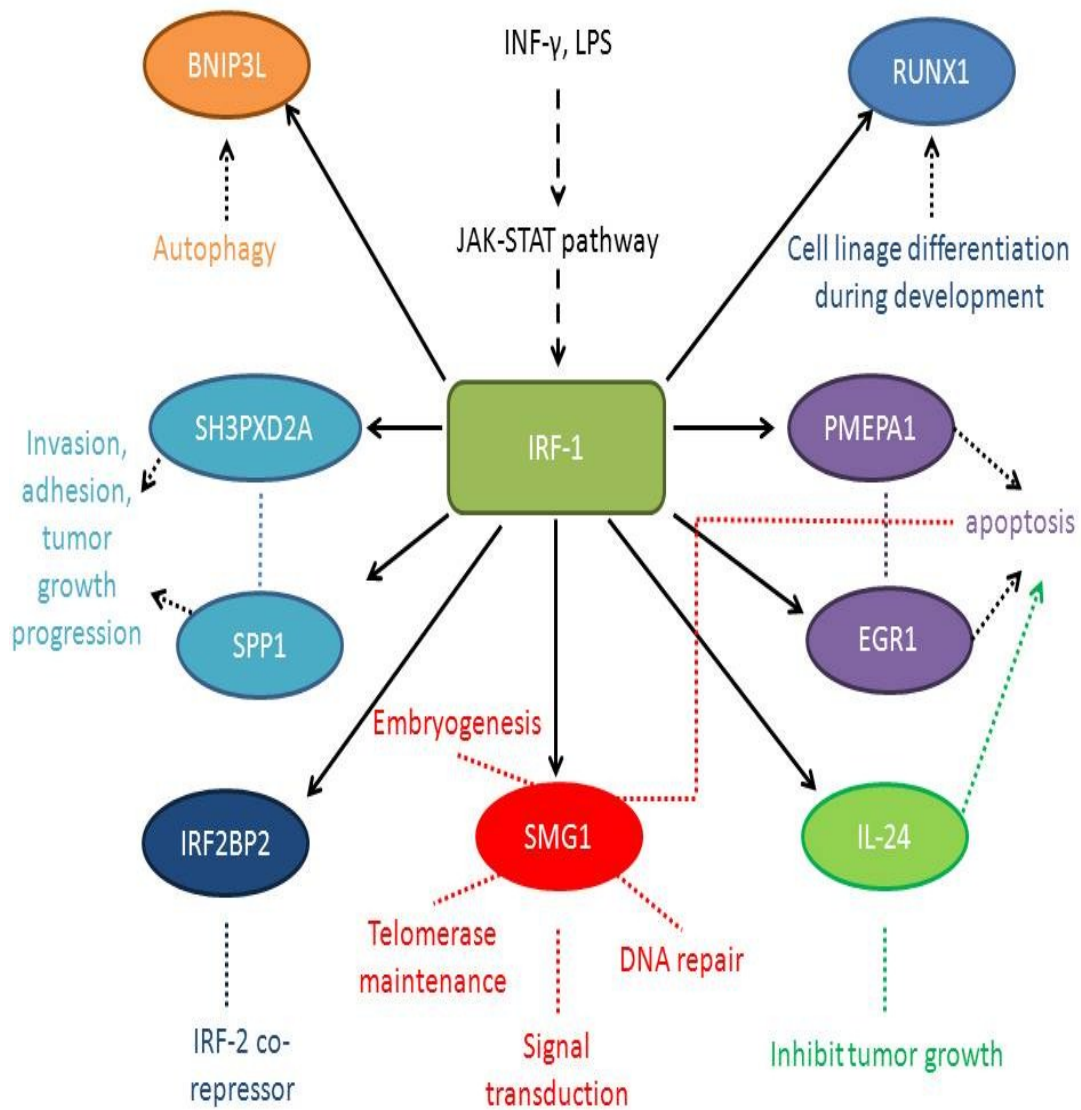 INF-γ, LPS
BNIP3L
RUNX1
JAK-STAT pathway
Autophagy
Cell linage differentiation
during development
SH3PXD2A
IRF-1
PMEPA1
Invasion,
adhesion,
tumor
growth
progression
apoptosis
SPP1
EGR1
Embryogenesis
IRF2BP2
SMG1
IL-24
Telomerase
maintenance
DNA repair
IRF-2 co-
repressor
Signal
transduction
Inhibit tumor growth